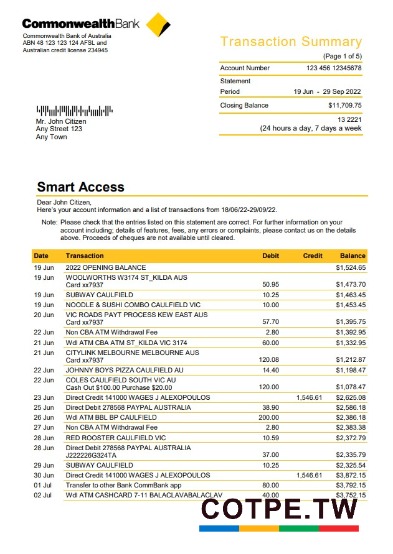 CommonwealthBank
Commonwealth Bank of Australia
ABN 48 123 123 124 AFSL and
Australian credit license 234945
Transaction Summary
(Page 1 of 5)
Account Number 123 456 12345678
Statement
Period 19 Jun - 29 Sep 2022
Closing Balance $11,709.75
13 2221
(24 hours a day, 7 days a week
Mr. John Citizen
Any Street 123
Any Town
Smart Access
Dear John Citizen,
Here's your account information and a list of transactions from 18/06/22-29/09/22.
Note: Please check that the entries listed on this statement are correct. For further information on your
account including; details of features, fees, any errors or complaints, please contact us on the details
above. Proceeds of cheques are not available until cleared.
Date Transaction Debit Credit Balance
19 Jun 2022 OPENING BALANCE $1,524.65
19 Jun WOOLWORTHS W3174 ST_KILDA AUS
Card xx7937 50.95 $1,473.70
19 Jun SUBWAY CAULFIELD 10.25 $1,463.45
19 Jun NOODLE & SUSHI COMBO CAULFIELD VIC 10.00 $1,453.45
20 Jun VIC ROADS PAYT PROCESS KEW EAST AUS
Card xx7937 57.70 $1,395.75
22 Jun Non CBA ATM Withdrawal Fee 2.80 $1,392.95
21 Jun Wdl ATM CBA ATM ST_KILDA VIC 3174 60.00 $1,332.95
21 Jun CITYLINK MELBOURNE MELBOURNE AUS
Card xx7937 120.08 $1,212.87
22 Jun JOHNNY BOYS PIZZA CAULFIELD AU 14.40 $1,198.47
22 Jun COLES CAULFIELD SOUTH VIC AU
Cash Out $100.00 Purchase $20.00 120.00 $1,078.47
23 Jun Direct Credit 141000 WAGES J ALEXOPOULOS 1,546.61 $2,625.08
25 Jun Direct Debit 278568 PAYPAL AUSTRALIA 38.90 $2,586.18
26 Jun Wdl ATM BBL BP CAULFIELD 200.00 $2,386.18
27 Jun Non CBA ATM Withdrawal Fee 2.80 $2,383.38
28 Jun RED ROOSTER CAULFIELD VIC 10.59 $2,372.79
28 Jun Direct Debit 278568 PAYPAL AUSTRALIA
J222226G324TA 37.00 $2,335.79
29 Jun SUBWAY CAULFIELD 10.25 $2,325.54
30 Jun Direct Credit 141000 WAGES J ALEXOPOULOS 1,546.61 $3,872.15
01 Jul Transfer to other Bank CommBank app 80.00 $3,792.15
02 Jul Wdl ATM CASHCARD 7-11 BALACLAVABALACLAV 40.00 $3,752.15
COTPE.TW